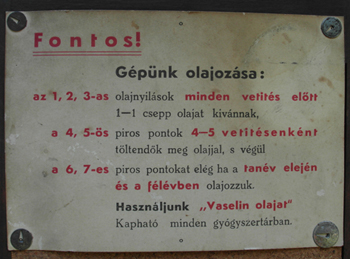 Fontos!
Gépünk olajozása:
az 1, 2, 3-as olajnyílások minden vetítés előtt
1—1 csepp olajat kivánnak,
a 4, 5-ös piros pontok 4—5 vetítésenként
töltendők meg olajjal, s végül
a 6, 7-es piros pontokat elég ha a tanév elején
és a félévben olajozzuk.
Használjunk „Vaselin olajat"
Kapható minden gyógyszertárban.